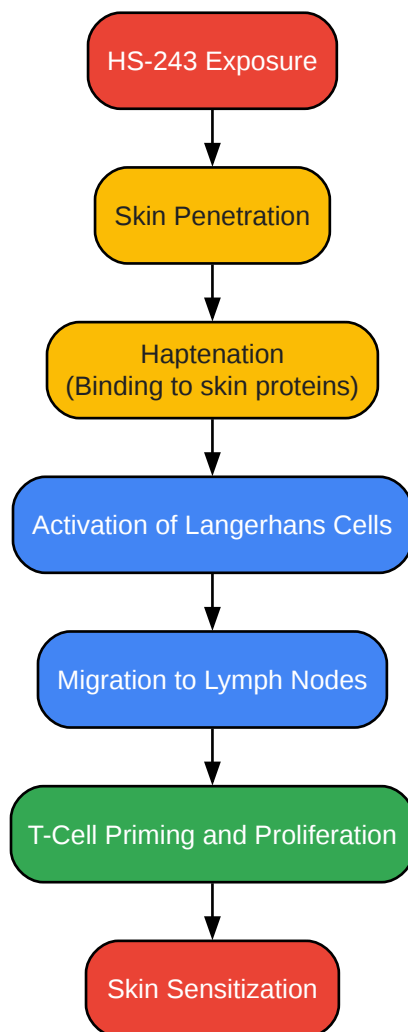 HS-243 Exposure
Skin Penetration
Haptenation
(Binding to skin proteins)
Activation of Langerhans Cells
Migration to Lymph Nodes
T-Cell Priming and Proliferation
Skin Sensitization